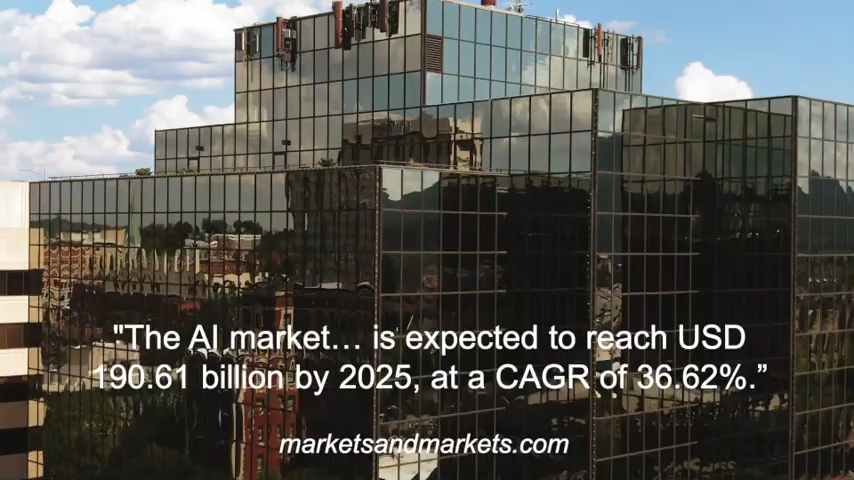 "The AI market… is expected to reach USD
190.61 billion by 2025, at a CAGR of 36.62%.”
marketsandmarkets.com